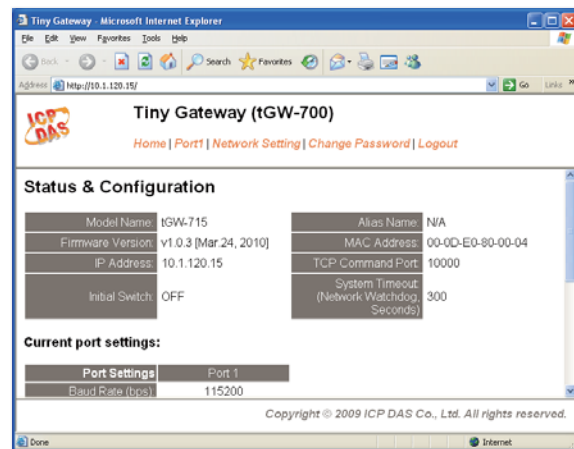 Tiny Gateway - Microsoft Internet Explorer
File Edit View Favorites Tools Help
Back Search Favorites
Address http://10.1.120.15/ Go Links »
ICP DAS
Tiny Gateway (tGW-700)
Home | Port1 | Network Setting | Change Password | Logout
Status & Configuration
Model Name: tGW-715 Alias Name: N/A
Firmware Version: v1.0.3 [Mar.24, 2010] MAC Address: 00-0D-E0-80-00-04
IP Address: 10.1.120.15 TCP Command Port: 10000
Initial Switch: OFF System Timeout: (Network Watchdog, Seconds) 300
Current port settings:
Port Settings Port 1
Baud Rate (bps) 115200
Copyright © 2009 ICP DAS Co., Ltd. All rights reserved.
Done Internet